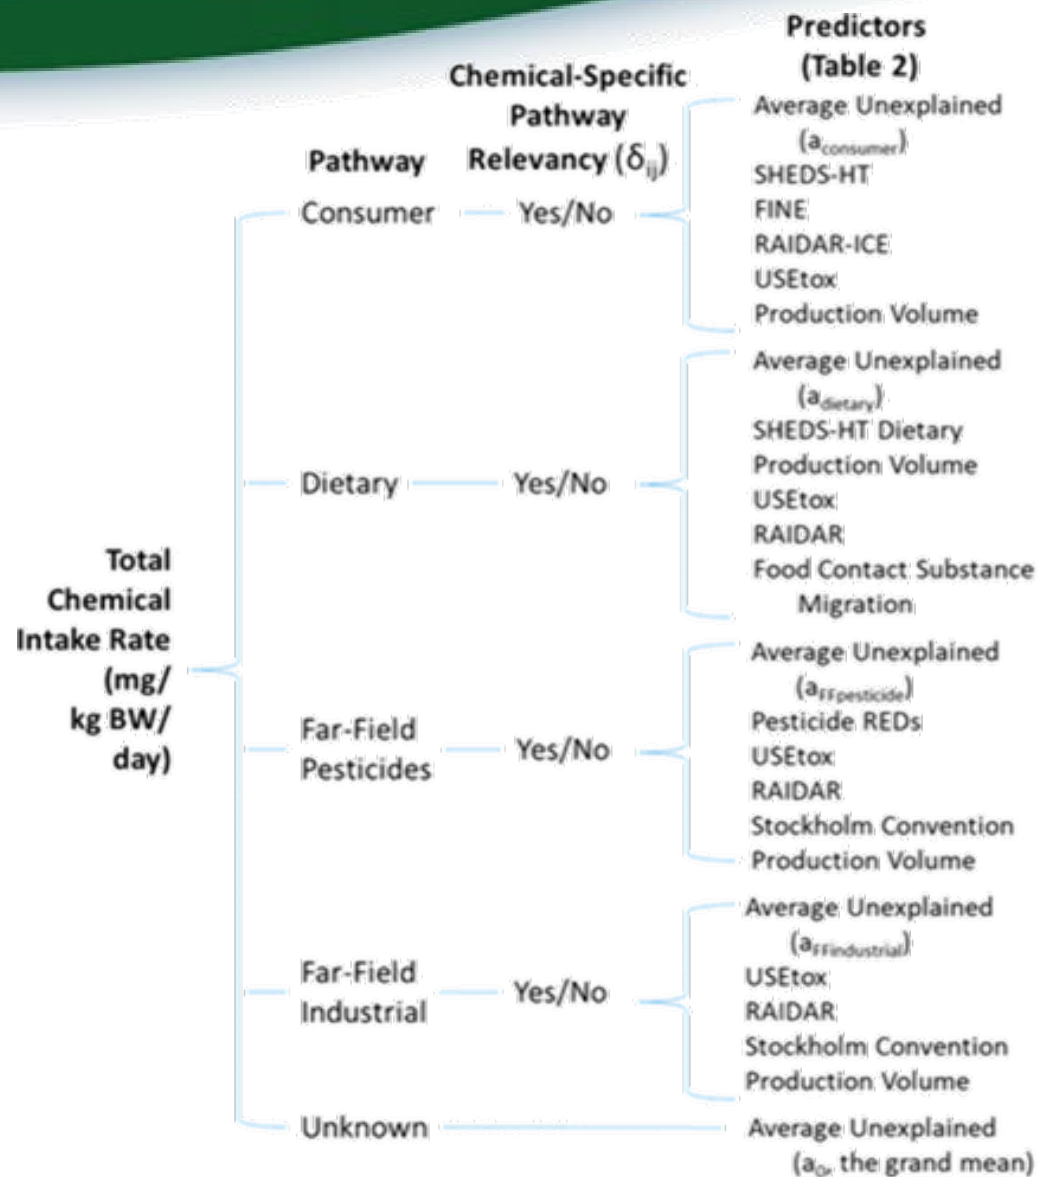 Predictors
(Table 2)
Chemical-Specific
Pathway
Relevancy (δij)
Pathway
Total
Chemical
Intake Rate
(mg/
kg BW/
day)
Consumer
Yes/No
Average Unexplained
(aconsumer)
SHEDS-HT
FINE
RAIDAR-ICE
USEtox
Production Volume
Dietary
Yes/No
Average Unexplained
(adietary)
SHEDS-HT Dietary
Production Volume
USEtox
RAIDAR
Food Contact Substance
Migration
Far-Field
Pesticides
Yes/No
Average Unexplained
(aFFpesticide)
Pesticide REDs
USEtox
RAIDAR
Stockholm Convention
Production Volume
Far-Field
Industrial
Yes/No
Average Unexplained
(aFFindustrial)
USEtox
RAIDAR
Stockholm Convention
Production Volume
Unknown
Average Unexplained
(a0, the grand mean)